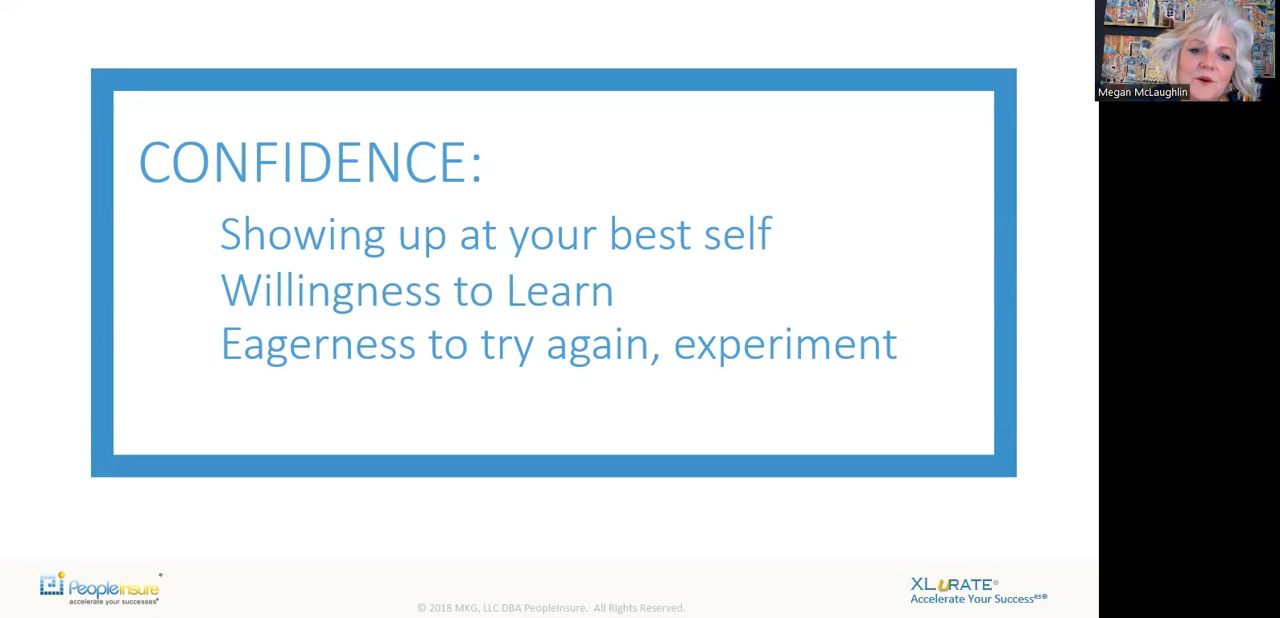 CONFIDENCE:
Showing up at your best self
Willingness to Learn
Eagerness to try again, experiment
Megan McLaughlin
PeopleInsure®
accelerate your successes®
© 2018 MKG, LLC DBA PeopleInsure. All Rights Reserved.
XLuRATE®
Accelerate Your Success^es®